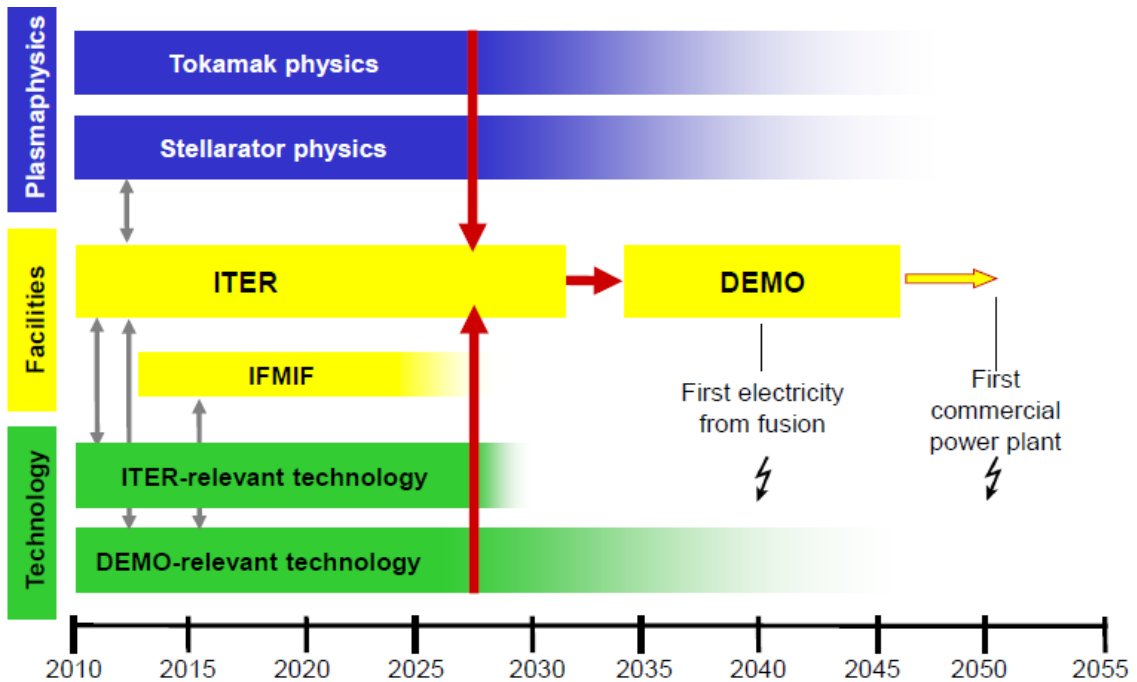 Plasmaphysics
Tokamak physics
Stellarator physics
Facilities
ITER
DEMO
IFMIF
First electricity
from fusion
First
commercial
power plant
Technology
ITER-relevant technology
DEMO-relevant technology
2010 2015 2020 2025 2030 2035 2040 2045 2050 2055